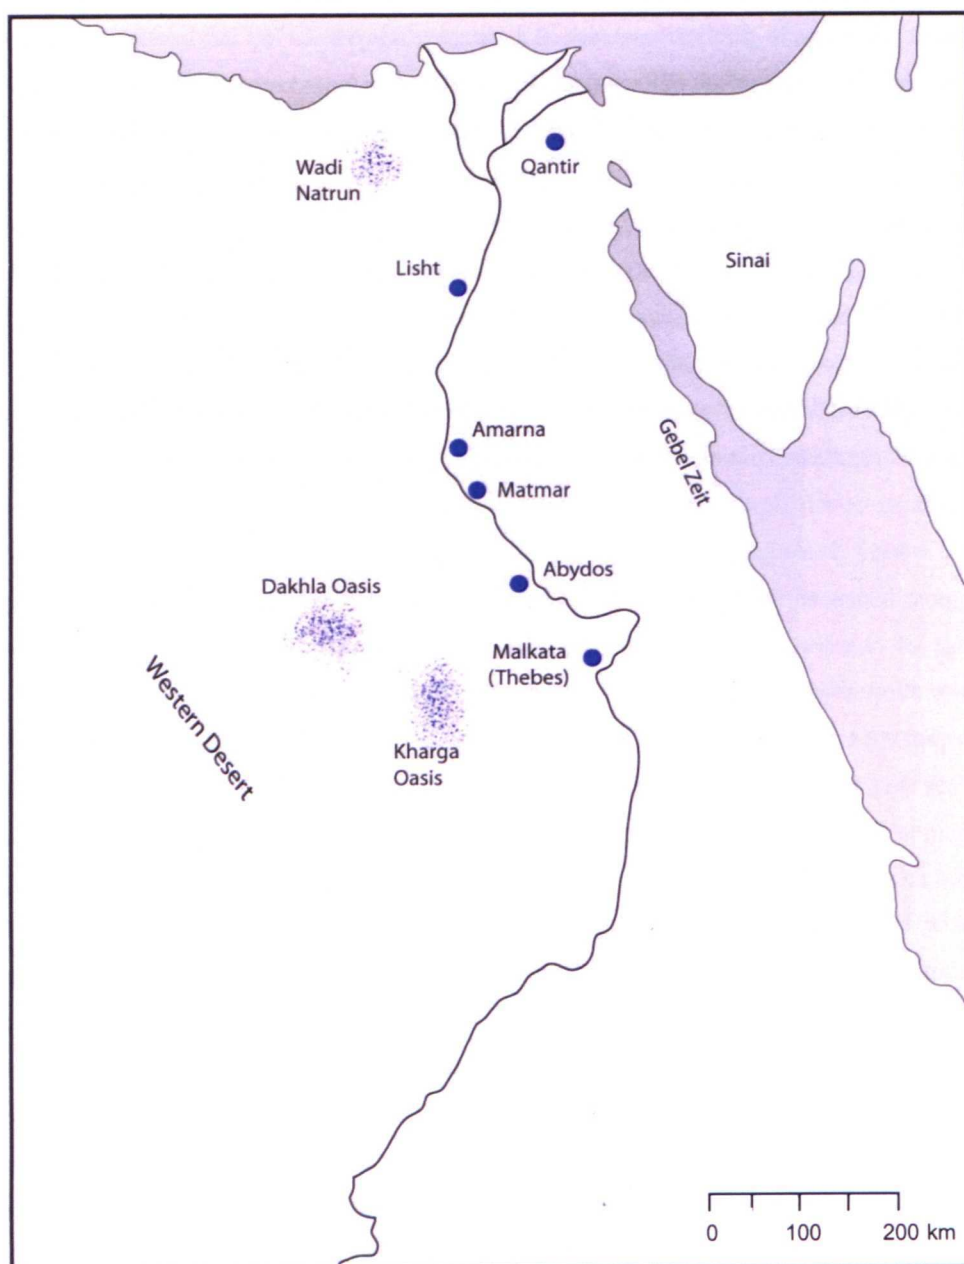 Wadi
Natrun
Qantir
Lisht
Sinai
Amarna
Gebel Zeit
Matmar
Abydos
Dakhla Oasis
Malkata
(Thebes)
Western Desert
Kharga
Oasis
0 100 200 km